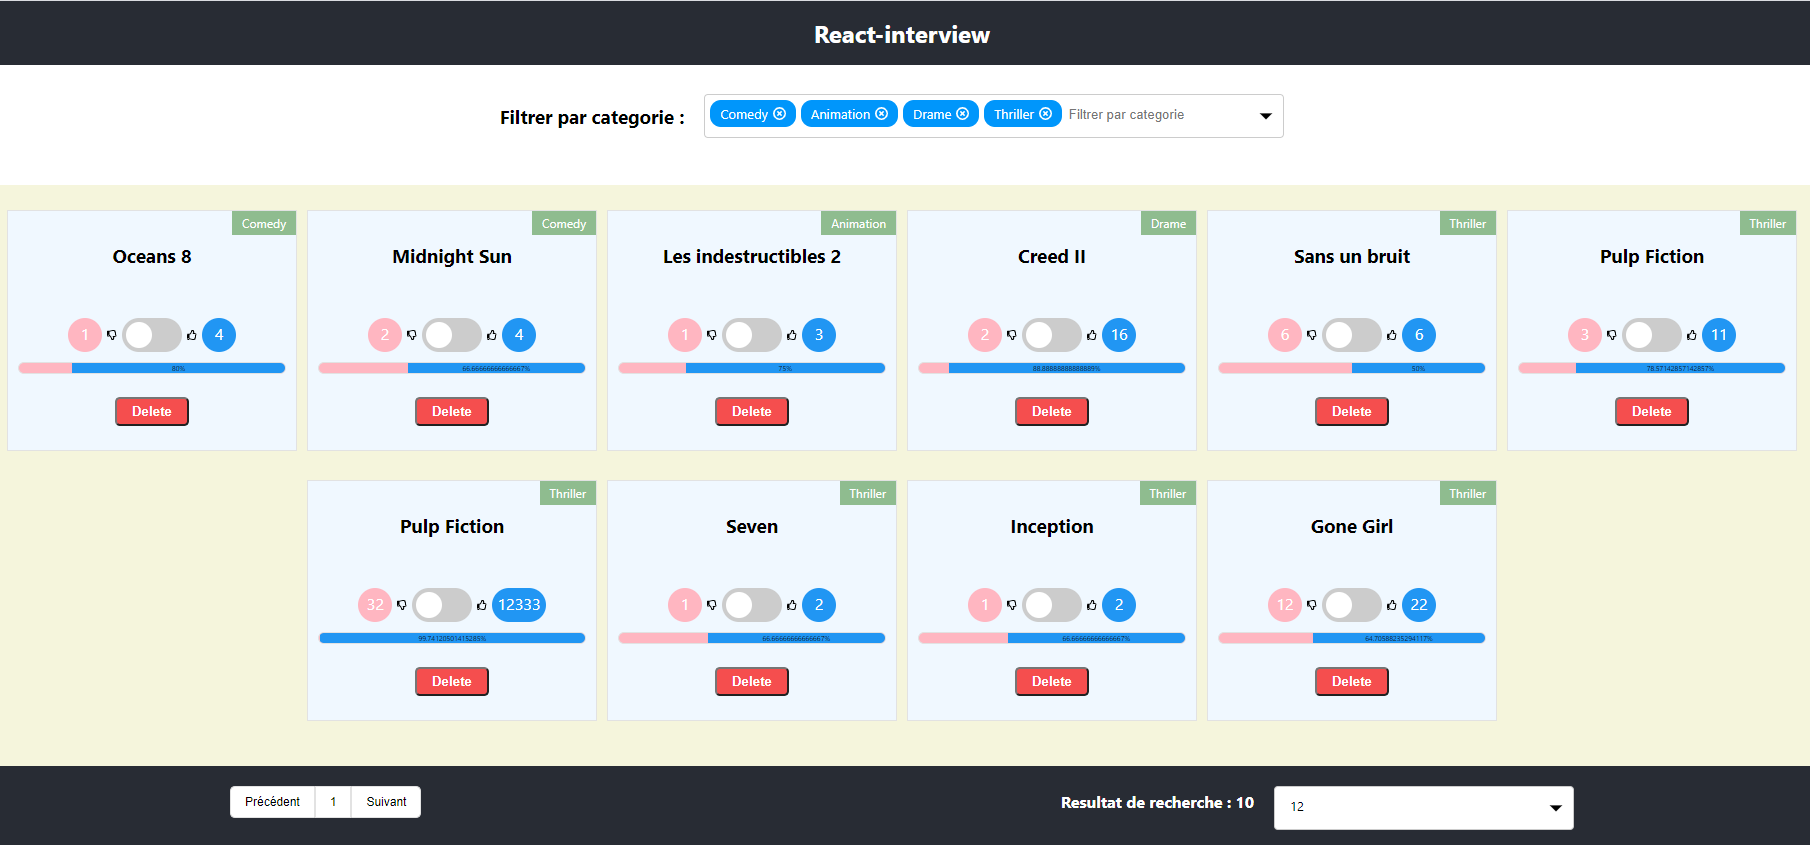 React-interview
Filtrer par categorie :
Comedy Animation Drame Thriller Filtrer par categorie
Comedy Comedy Animation Drame Thriller Thriller
Oceans 8 Midnight Sun Les indestructibles 2 Creed II Sans un bruit Pulp Fiction
1 4 2 4 1 3 2 16 6 6 3 11
80% 66.66666666666667% 75% 88.88888888888889% 50% 78.57142857142857%
Delete Delete Delete Delete Delete Delete
Thriller Thriller Thriller Thriller
Pulp Fiction Seven Inception Gone Girl
32 12333 1 2 1 2 12 22
99.74120501415285% 66.66666666666667% 66.66666666666667% 64.70588235294117%
Delete Delete Delete Delete
Précédent 1 Suivant
Resultat de recherche : 10
12